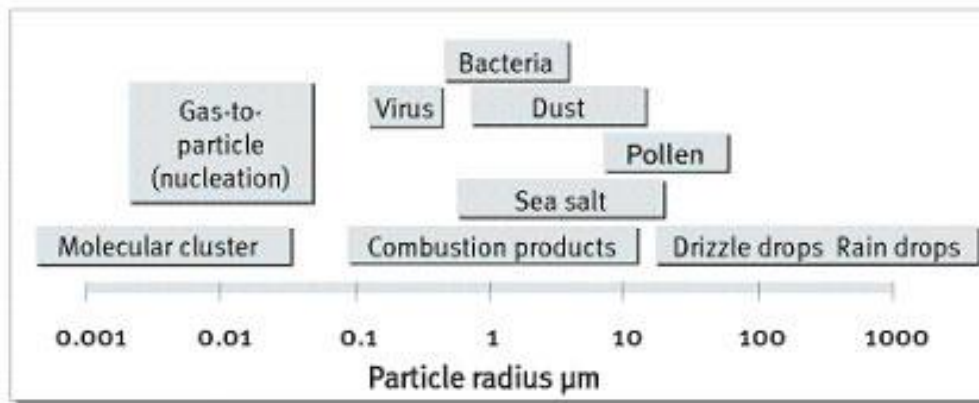 Bacteria
Gas-to-
particle
(nucleation)
Virus
Dust
Pollen
Sea salt
Molecular cluster
Combustion products
Drizzle drops Rain drops
0.001 0.01 0.1 1 10 100 1000
Particle radius µm